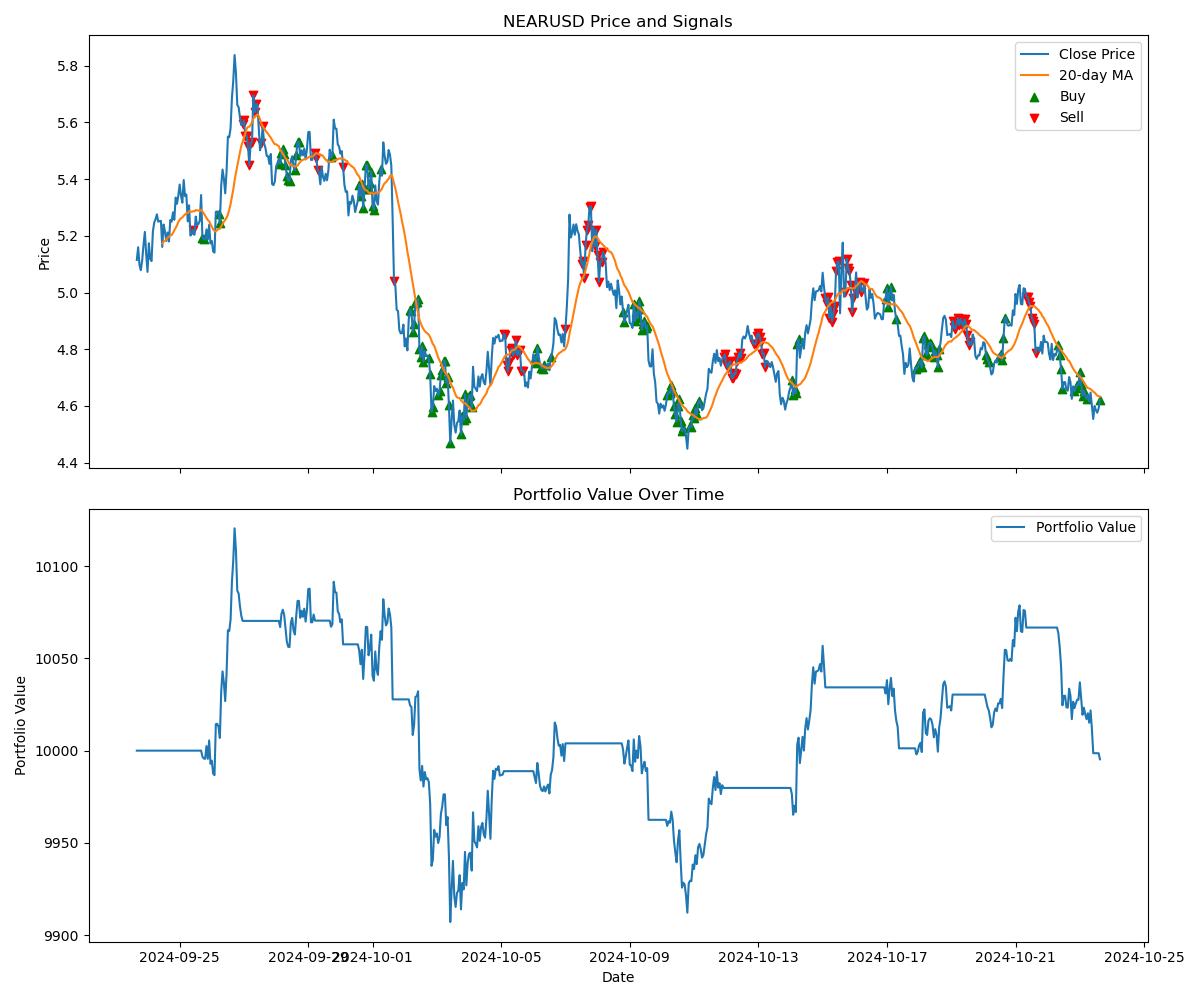 NEARUSD Price and Signals
Price
5.8
5.6
5.4
5.2
5.0
4.8
4.6
4.4
Close Price
20-day MA
Buy
Sell
Portfolio Value Over Time
Portfolio Value
10100
10050
10000
9950
9900
Portfolio Value
2024-09-25
2024-09-29
2024-10-01
2024-10-05
2024-10-09
2024-10-13
2024-10-17
2024-10-21
2024-10-25
Date